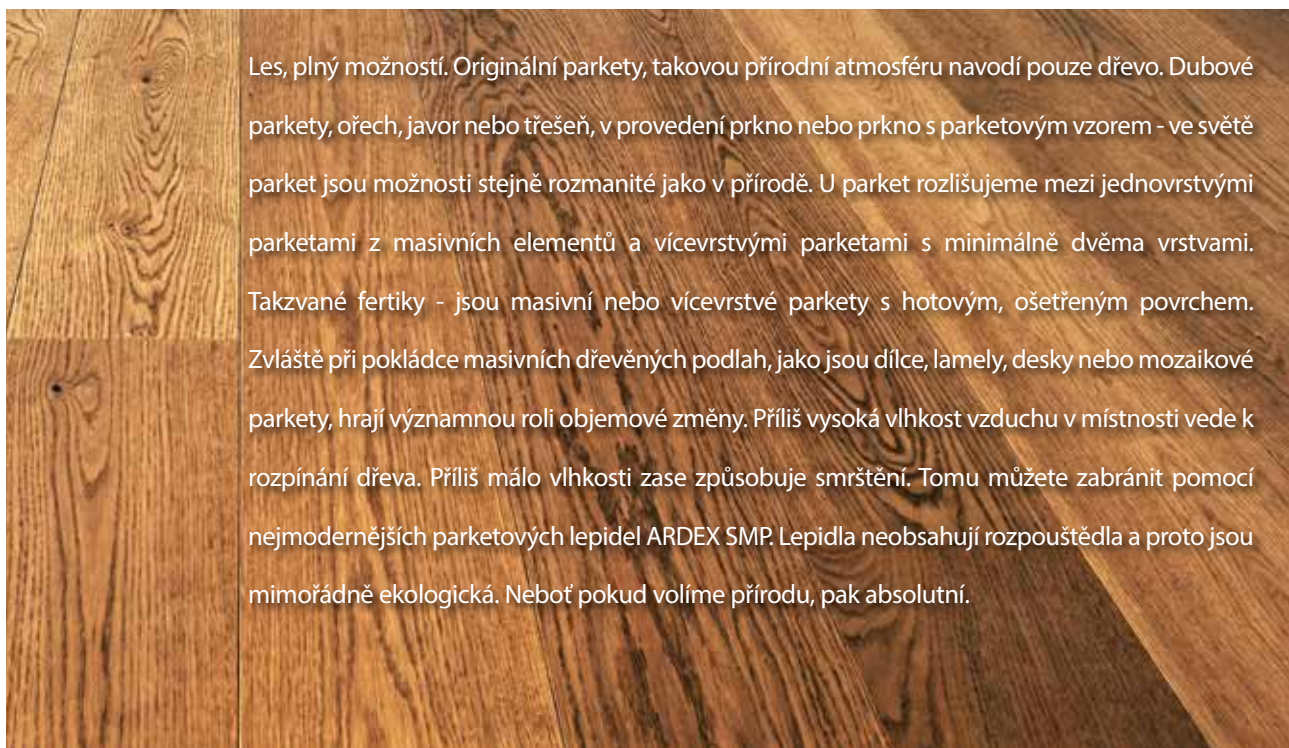 Les, plný možností. Originální parkety, takovou přírodní atmosféru navodí pouze dřevo. Dubové
parkety, ořech, javor nebo třešeň, v provedení prkno nebo prkno s parketovým vzorem - ve světě
parket jsou možnosti stejně rozmanité jako v přírodě. U parket rozlišujeme mezi jednovrstvými
parketami z masivních elementů a vícevrstvými parketami s minimálně dvěma vrstvami.
Takzvané fertiky - jsou masivní nebo vícevrstvé parkety s hotovým, ošetřeným povrchem.
Zvláště při pokládce masivních dřevěných podlah, jako jsou dílce, lamely, desky nebo mozaikové
parkety, hrají významnou roli objemové změny. Příliš vysoká vlhkost vzduchu v místnosti vede k
rozpínání dřeva. Příliš málo vlhkosti zase způsobuje smrštění. Tomu můžete zabránit pomocí
nejmodernějších parketových lepidel ARDEX SMP. Lepidla neobsahují rozpouštědla a proto jsou
mimořádně ekologická. Neboť pokud volíme přírodu, pak absolutní.